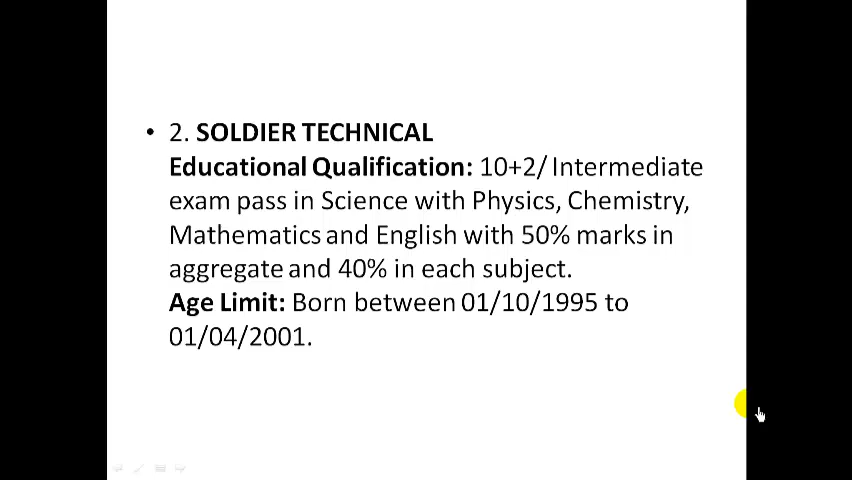 • 2. SOLDIER TECHNICAL
Educational Qualification: 10+2/ Intermediate
exam pass in Science with Physics, Chemistry,
Mathematics and English with 50% marks in
aggregate and 40% in each subject.
Age Limit: Born between 01/10/1995 to
01/04/2001.